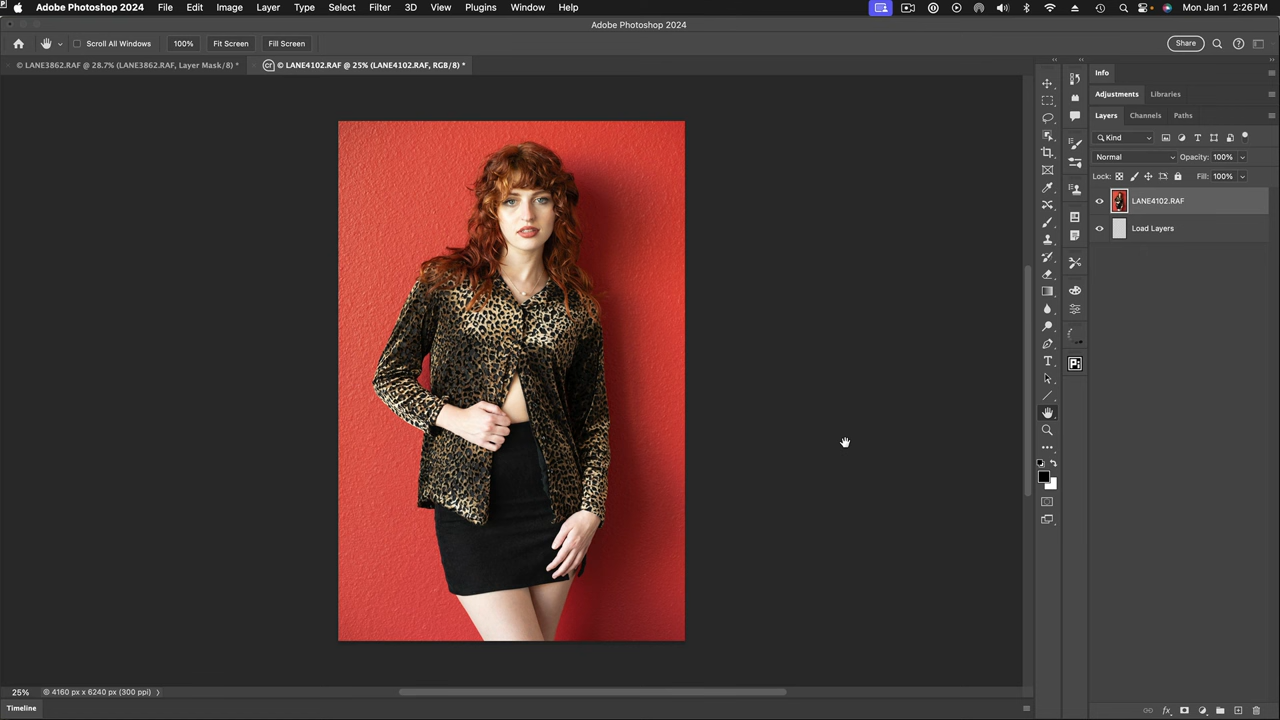 Adobe Photoshop 2024 File Edit Image Layer Type Select Filter 3D View Plugins Window Help Mon Jan 1 2:26 PM
Adobe Photoshop 2024
Scroll All Windows 100% Fit Screen Fill Screen Share
© LANE3862.RAF @ 28.7% (LANE3862.RAF, Layer Mask/8) *
© LANE4102.RAF @ 25% (LANE4102.RAF, RGB/8) *
Info
Adjustments Libraries
Layers Channels Paths
Kind
Normal Opacity: 100%
Lock: Fill: 100%
LANE4102.RAF
Load Layers
25% © 4160 px x 6240 px (300 ppi)
Timeline